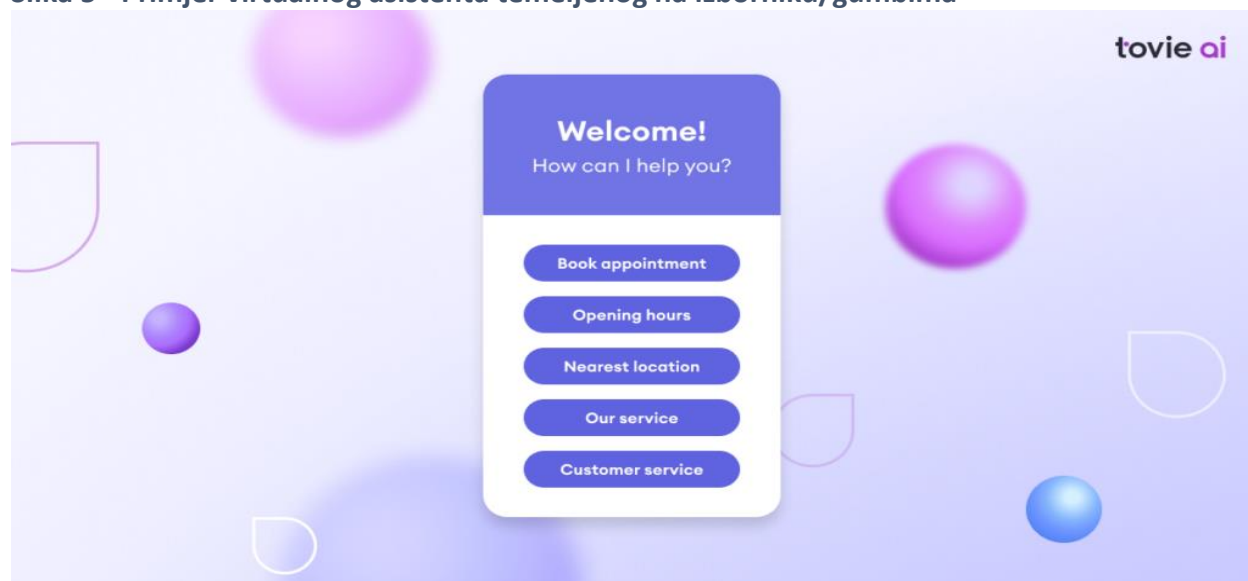 Slika - Primjer virtualnog asistenta temeljenog na izborniku/gumbima
tovie ai
Welcome!
How can I help you?
Book appointment
Opening hours
Nearest location
Our service
Customer service